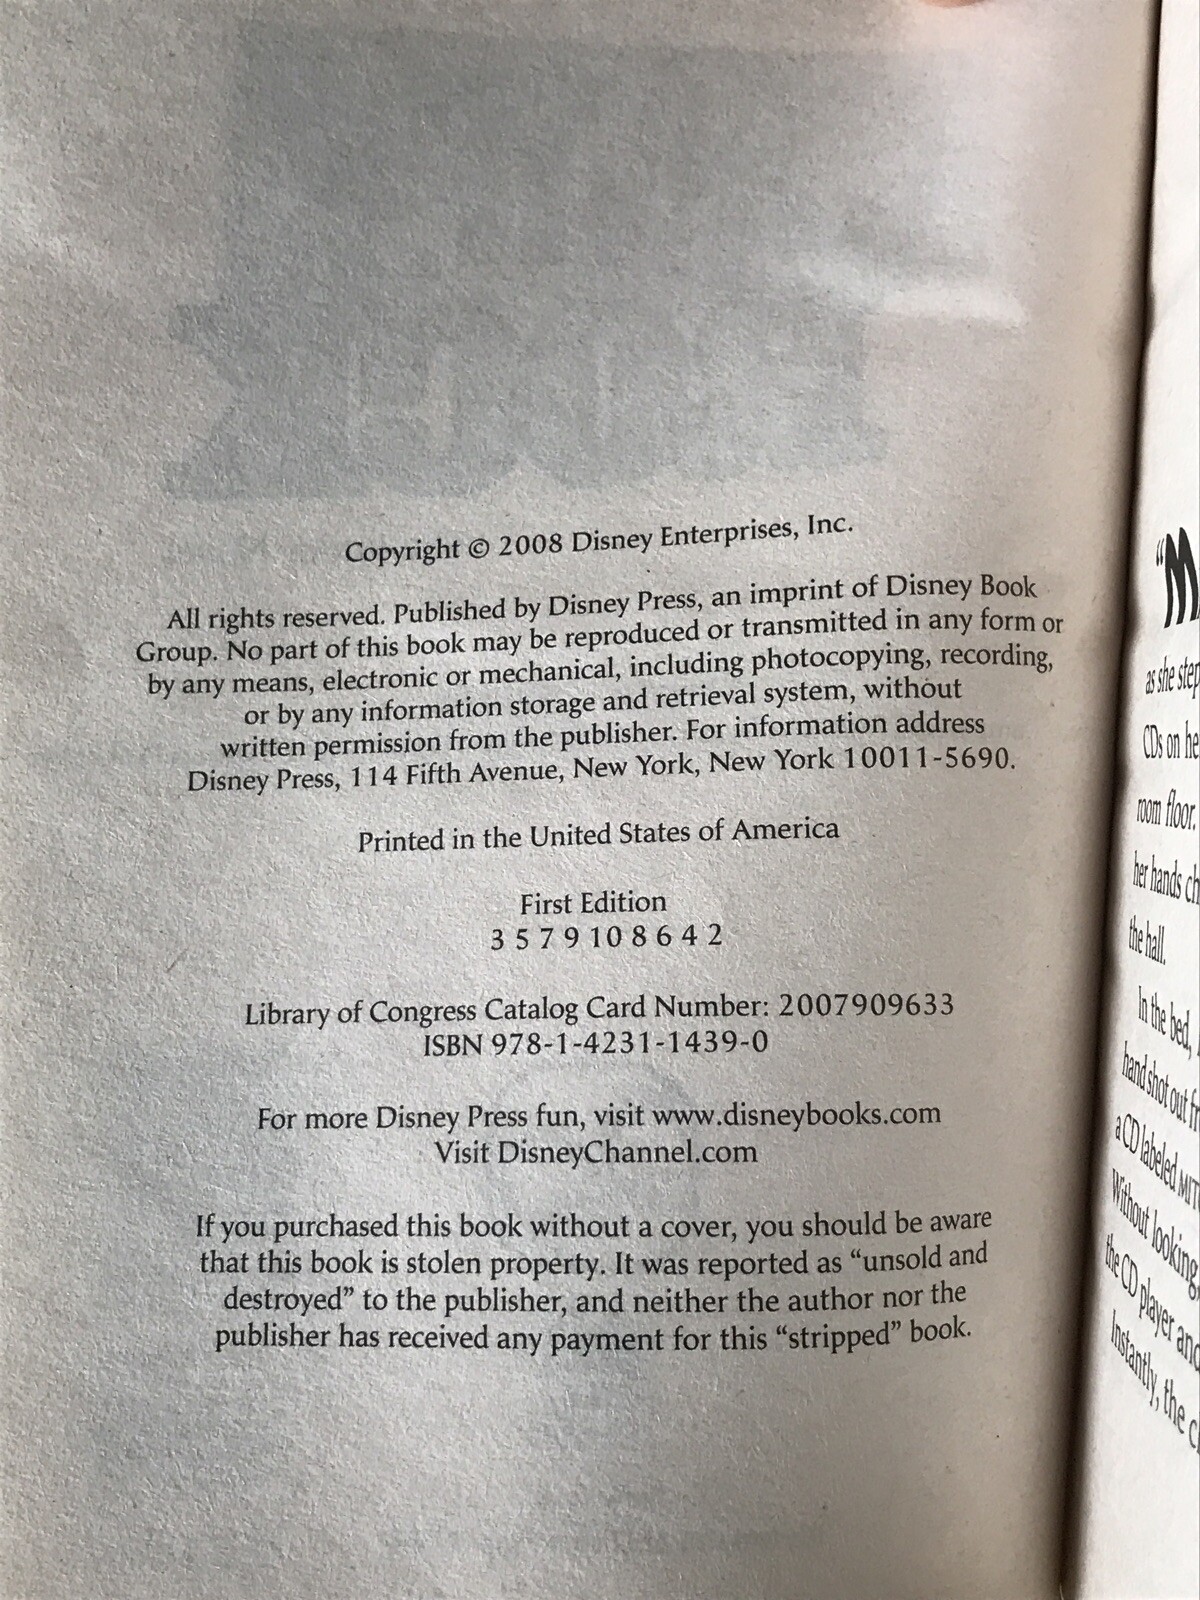 Copyright © 2008 Disney Enterprises, Inc.
All rights reserved. Published by Disney Press, an imprint of Disney Book
Group. No part of this book may be reproduced or transmitted in any form or
by any means, electronic or mechanical, including photocopying, recording,
or by any information storage and retrieval system, without
written permission from the publisher. For information address
Disney Press, 114 Fifth Avenue, New York, New York 10011-5690.
Printed in the United States of America
First Edition
3 5 7 9 10 8 6 4 2
Library of Congress Catalog Card Number: 2007909633
ISBN 978-1-4231-1439-0
For more Disney Press fun, visit www.disneybooks.com
Visit DisneyChannel.com
If you purchased this book without a cover, you should be aware
that this book is stolen property. It was reported as “unsold and
destroyed” to the publisher, and neither the author nor the
publisher has received any payment for this “stripped” book.
“M
as she step
CDs on he
room floor.
her hands ch
the hall.
In the bed,
hand shot out
a CD labeled
Without looking,
the CD player and
Instantly, the